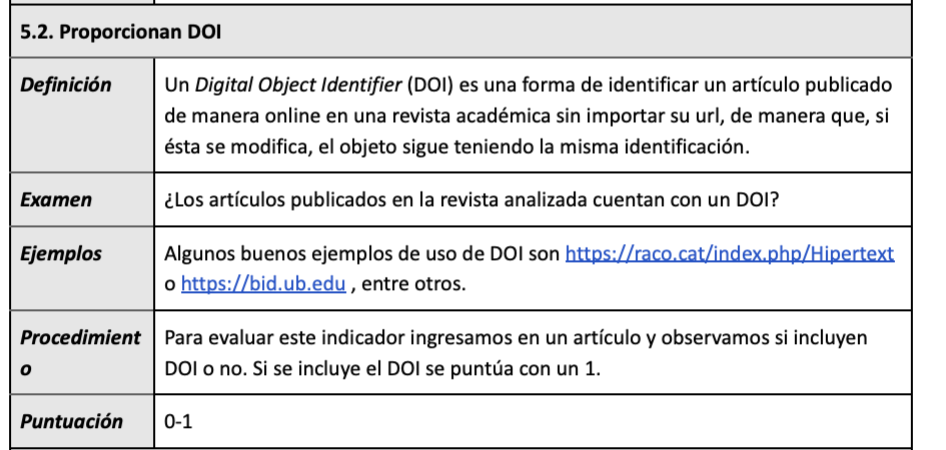 5.2. Proporcionan DOI
Definición
Un Digital Object Identifier (DOI) es una forma de identificar un artículo publicado
de manera online en una revista académica sin importar su url, de manera que, si
ésta se modifica, el objeto sigue teniendo la misma identificación.
Examen
¿Los artículos publicados en la revista analizada cuentan con un DOI?
Ejemplos
Algunos buenos ejemplos de uso de DOI son https://raco.cat/index.php/Hipertext
o https://bid.ub.edu , entre otros.
Procedimient
o
Para evaluar este indicador ingresamos en un artículo y observamos si incluyen
DOI o no. Si se incluye el DOI se puntúa con un 1.
Puntuación
0-1